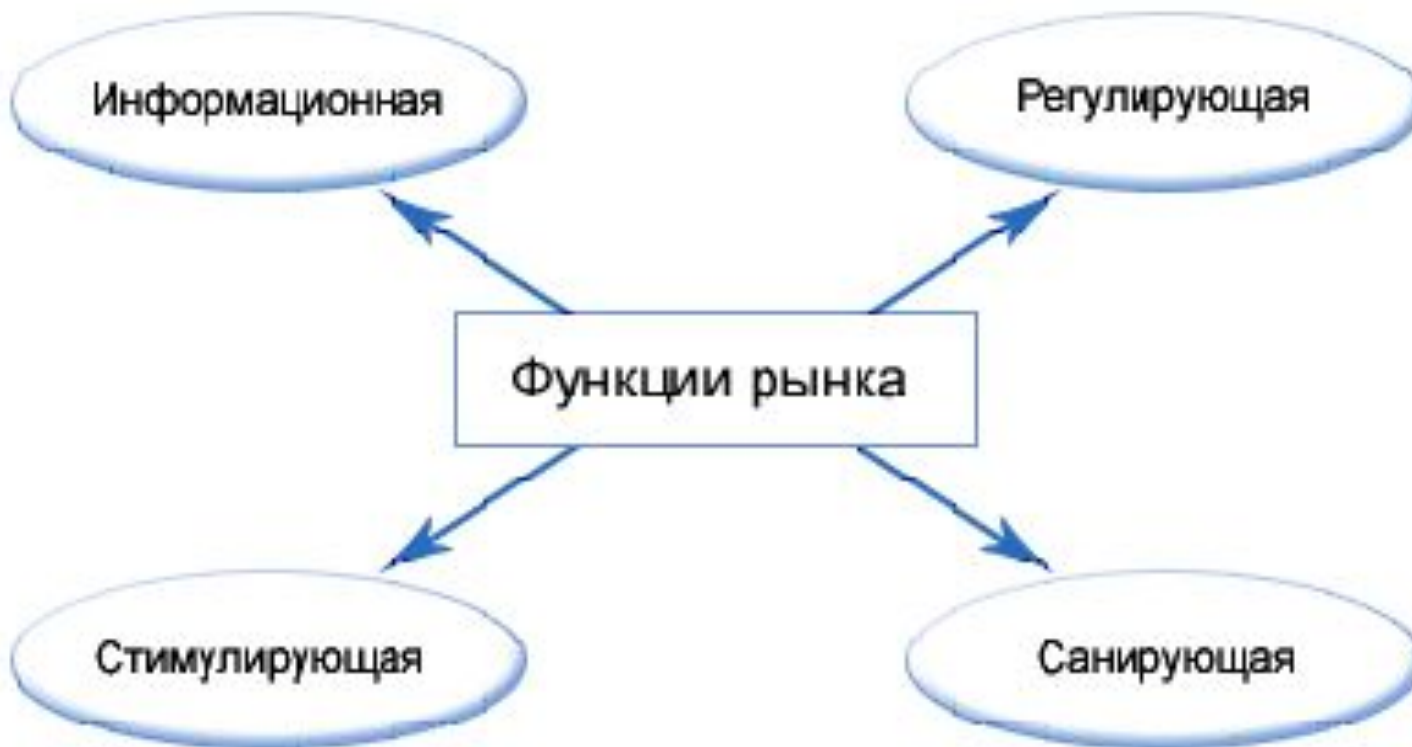 Информационная
Регулирующая
Функции рынка
Стимулирующая
Санирующая